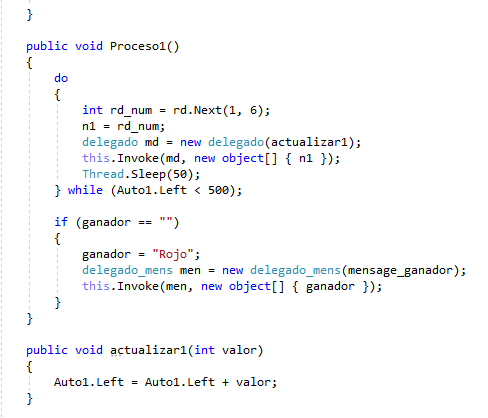 }
public void Proceso1()
{
do
{
int rd_num = rd.Next(1, 6);
n1 = rd_num;
delegado md = new delegado(actualizar1);
this.Invoke(md, new object[] { n1 });
Thread.Sleep(50);
} while (Auto1.Left < 500);
if (ganador == "")
{
ganador = "Rojo";
delegado_mens men = new delegado_mens(mensage_ganador);
this.Invoke(men, new object[] { ganador });
}
}
public void actualizar1(int valor)
{
Auto1.Left = Auto1.Left + valor;
}